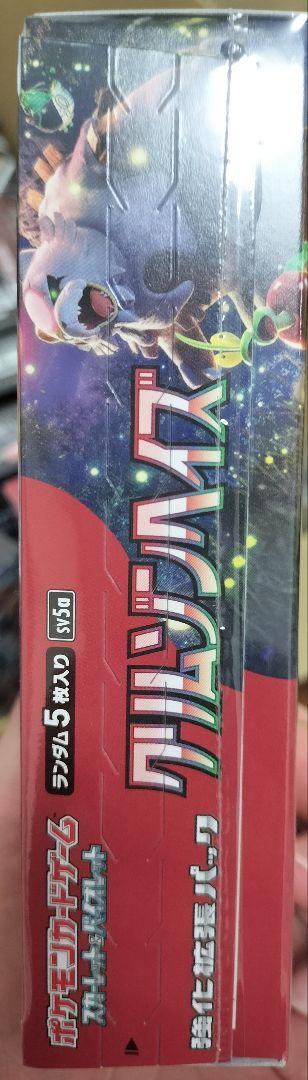 ポケモンカードゲーム
スカーレット&バイオレット
ランダム5枚入り
sv5a
クリムゾンヘイズ
強化拡張パック